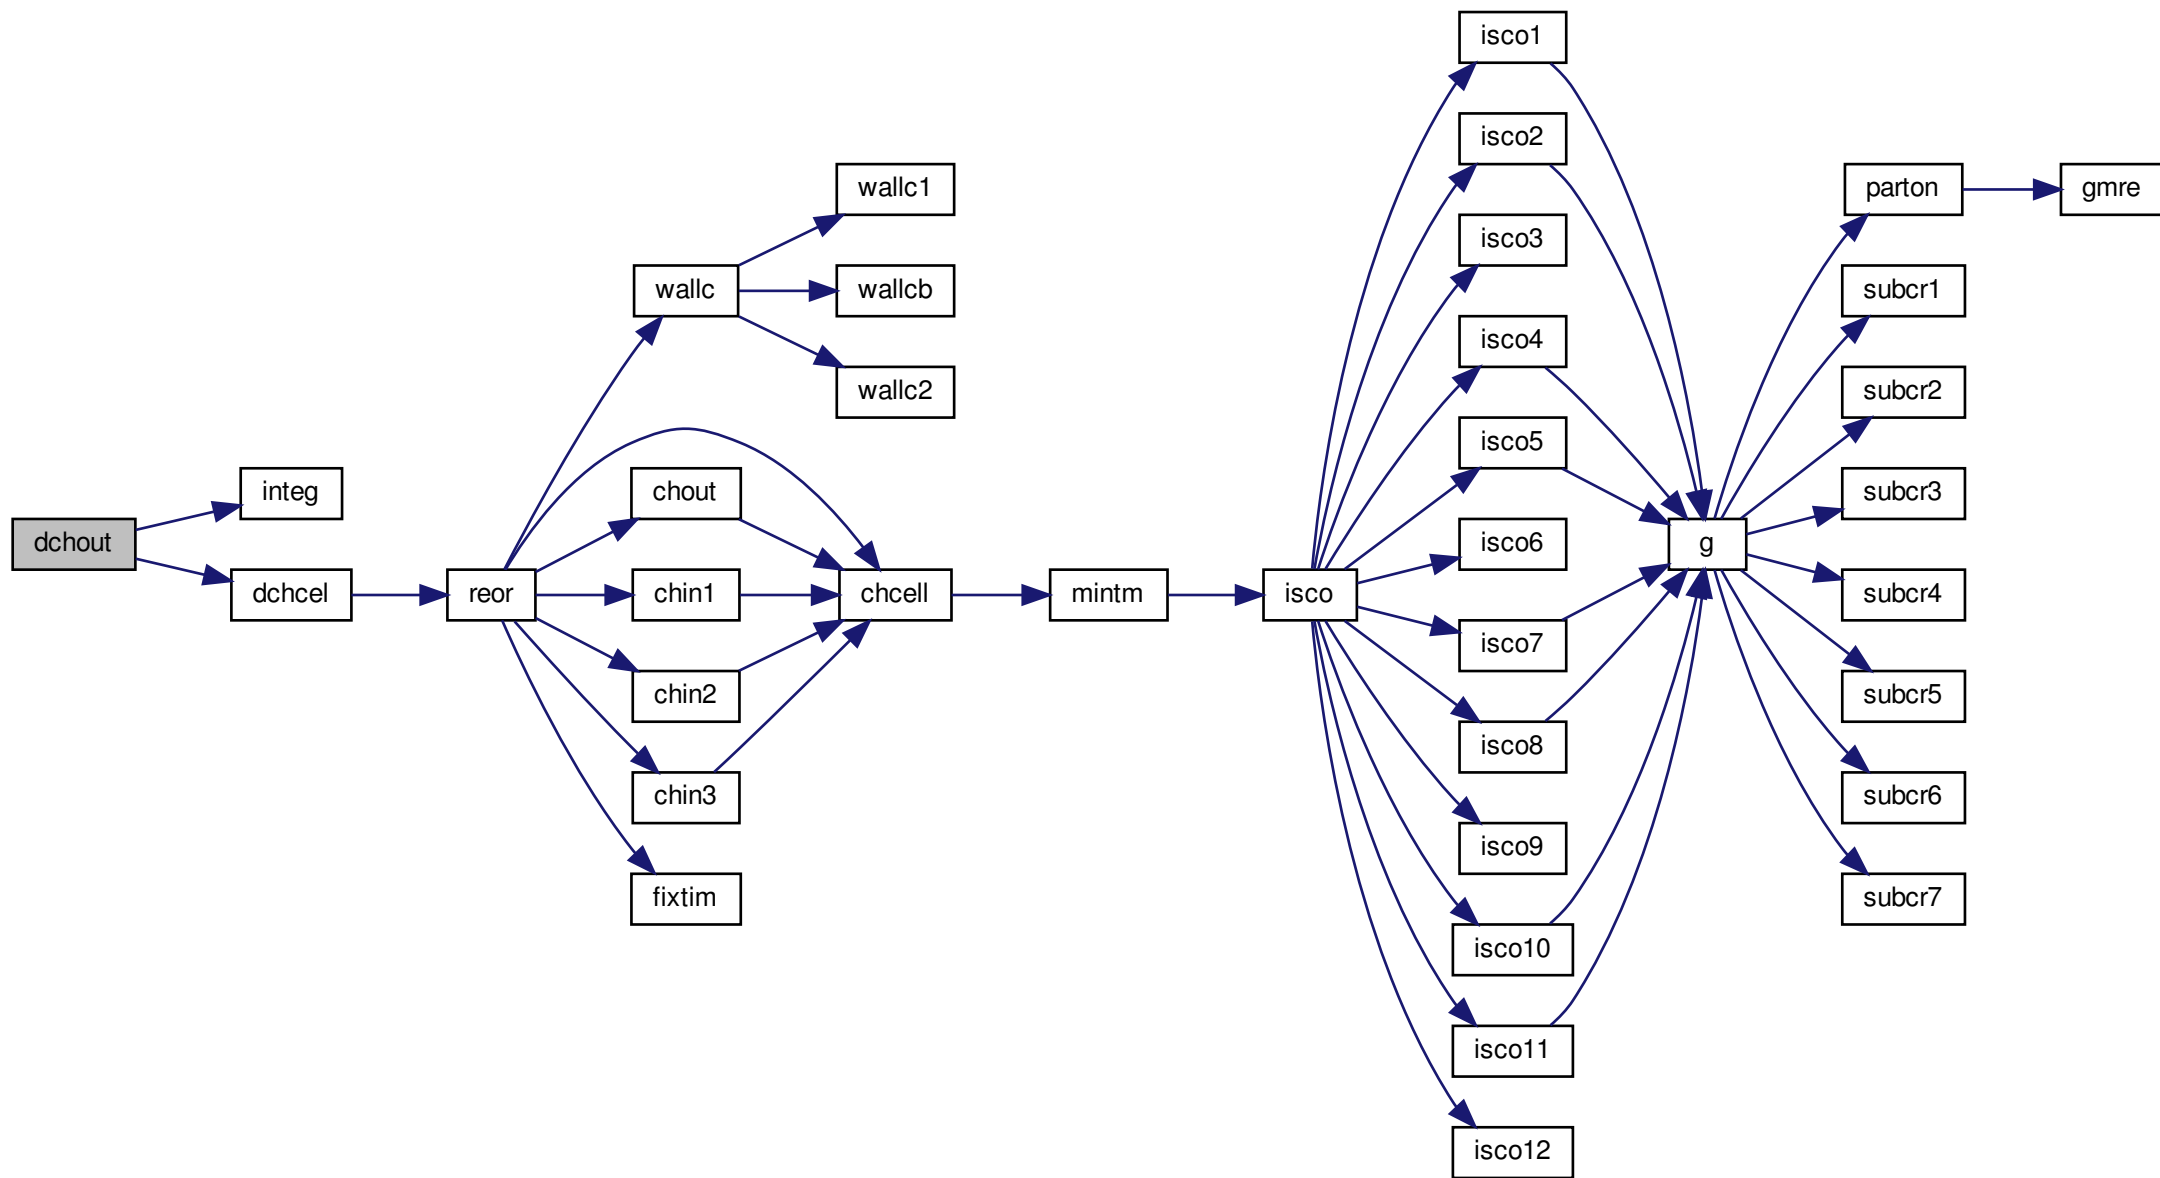 dchout
integ
dchcel
reor
wallc
chout
chin1
chin2
chin3
fixtim
wallc1
wallcb
wallc2
chcell
mintm
isco
isco1
isco2
isco3
isco4
isco5
isco6
isco7
isco8
isco9
isco10
isco11
isco12
g
parton
subcr1
subcr2
subcr3
subcr4
subcr5
subcr6
subcr7
gmre